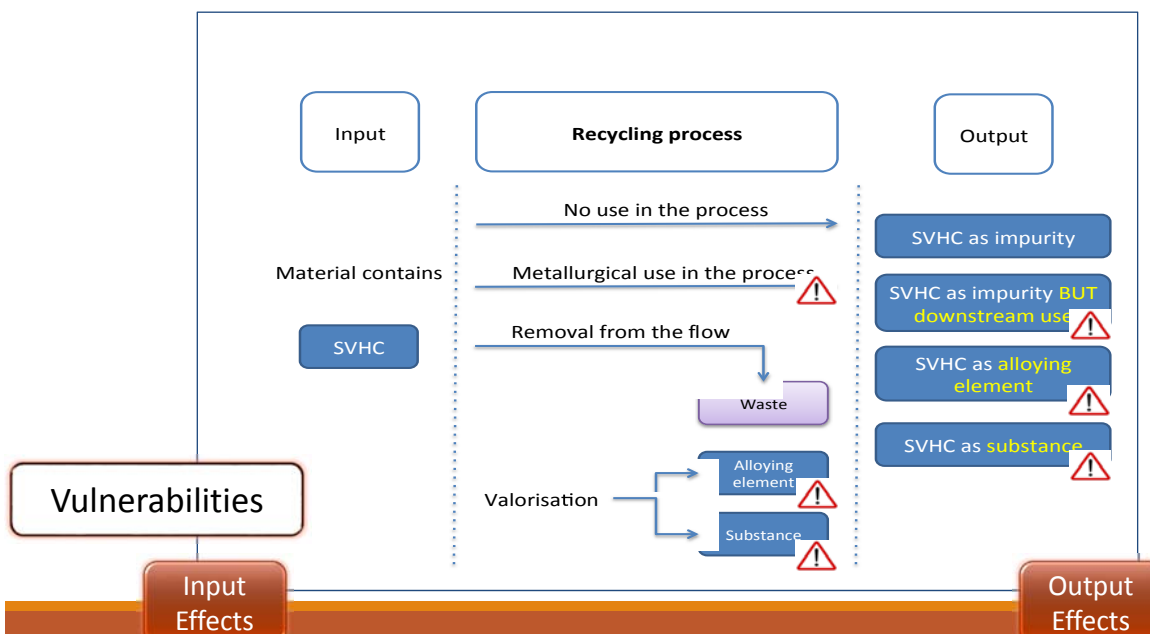 Input
Recycling process
Output
No use in the process
SVHC as impurity
Material contains
Metallurgical use in the process
SVHC as impurity BUT
downstream use
Removal from the flow
SVHC
SVHC as alloying
element
Waste
SVHC as substance
Alloying
element
Valorisation
Substance
Vulnerabilities
Input
Effects
Output
Effects